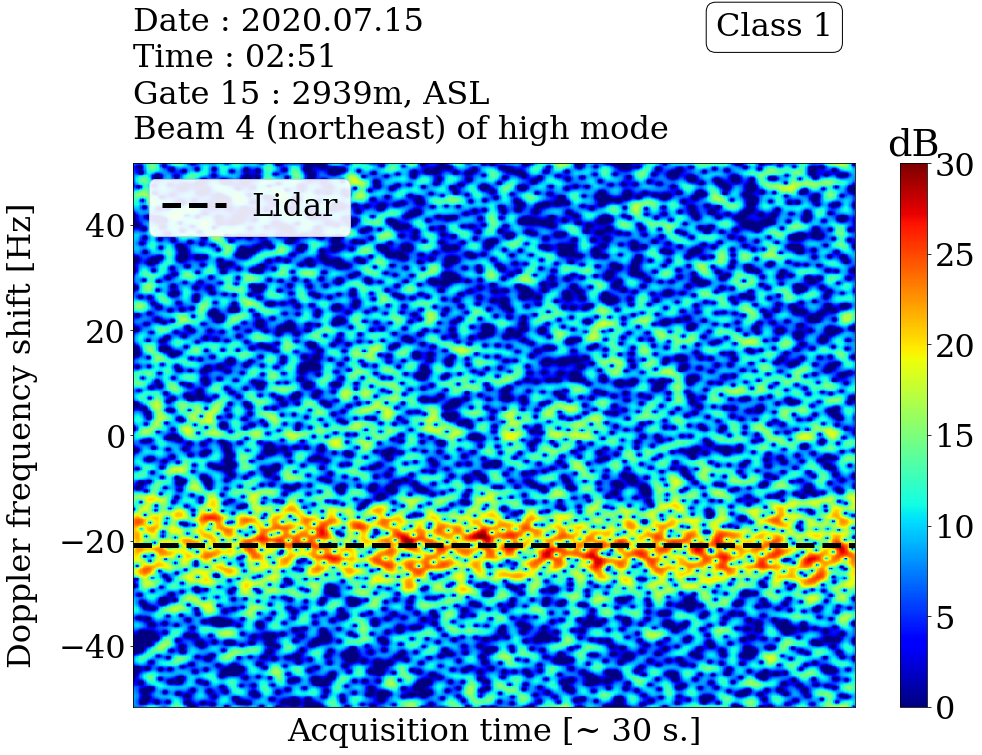 Date : 2020.07.15
Class 1
Time : 02:51
Gate 15 : 2939m, ASL
Beam 4 (northeast) of high mode
dB
Lidar
Doppler frequency shift [Hz]
40
20
0
−20
−40
30
25
20
15
10
5
0
Acquisition time [~ 30 s.]